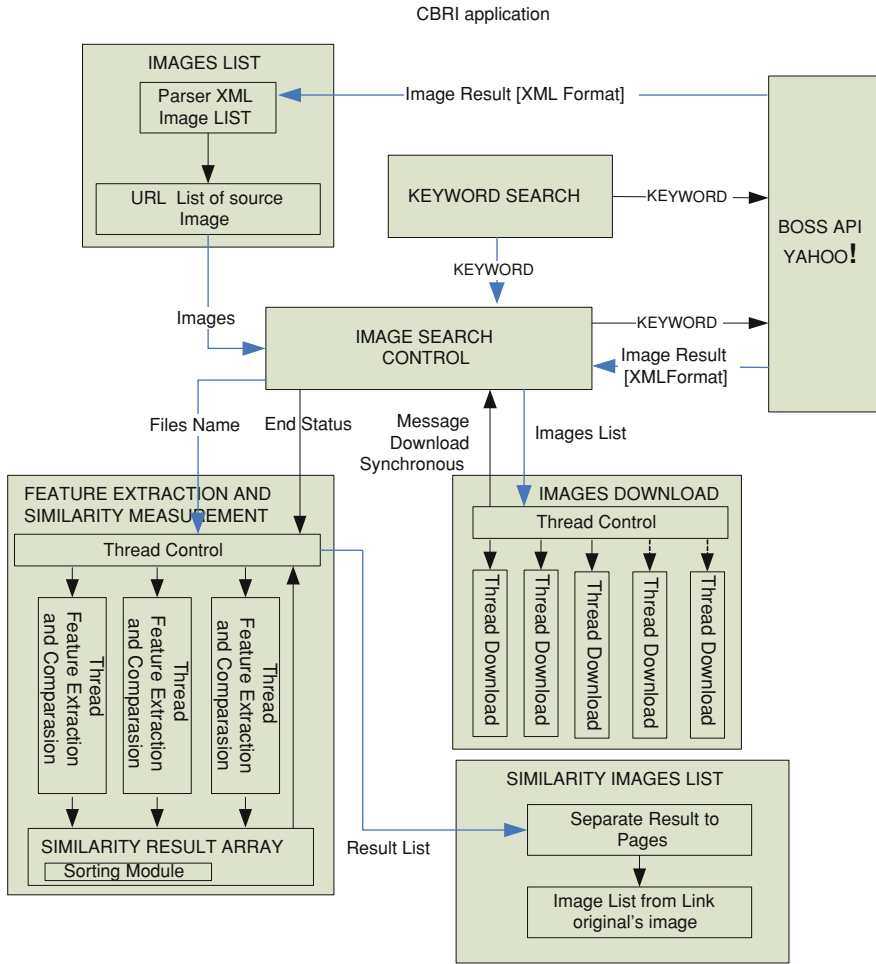 CBRI application
IMAGES LIST
Parser XML
Image LIST
URL List of source
Image
Image Result [XML Format]
KEYWORD SEARCH
KEYWORD
BOSS API
YAHOO!
KEYWORD
Images
IMAGE SEARCH
CONTROL
KEYWORD
Image Result
[XMLFormat]
Files Name
End Status
Message
Download
Synchronous
Images List
FEATURE EXTRACTION AND
SIMILARITY MEASUREMENT
Thread Control
Thread
Feature Extraction
and Comparasion
Thread
Feature Extraction
and Comparasion
Thread
Feature Extraction
and Comparasion
SIMILARITY RESULT ARRAY
Sorting Module
IMAGES DOWNLOAD
Thread Control
Thread Download
Thread Download
Thread Download
Thread Download
Thread Download
Result List
SIMILARITY IMAGES LIST
Separate Result to
Pages
Image List from Link
original's image